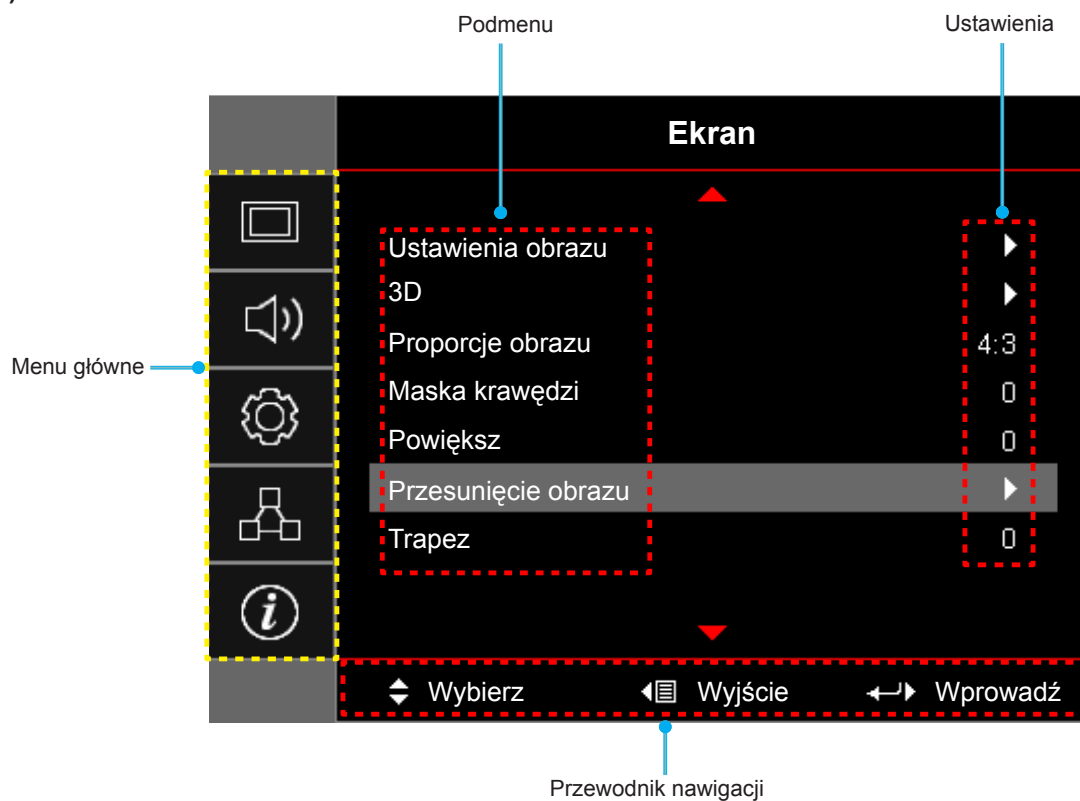 Podmenu
Ustawienia
Ekran
Ustawienia obrazu
3D
Proporcje obrazu 4:3
Maska krawędzi 0
Powiększ 0
Przesunięcie obrazu
Trapez 0
Menu główne
Wybierz Wyjście Wprowadź
Przewodnik nawigacji